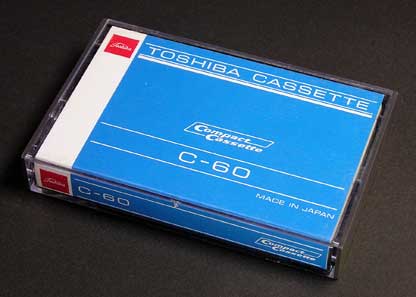 Toshiba
TOSHIBA CASSETTE
Compact
Cassette
C-60
MADE IN JAPAN
Toshiba
C-60
Compact
Cassette